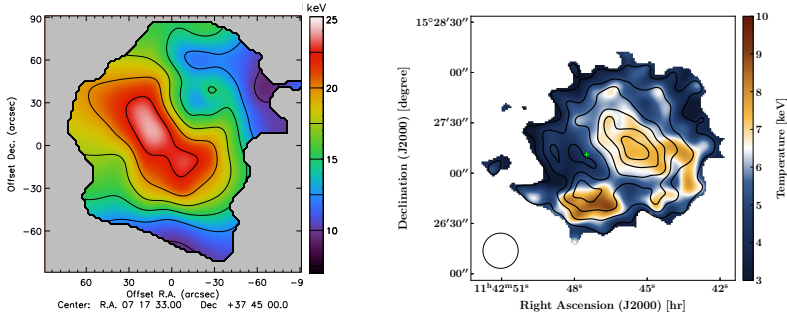 keV
90
60
30
0
−30
−60
Offset Dec. (arcsec)
60 30 0 −30 −60 −9
Offset R.A. (arcsec)
Center: R.A. 07 17 33.00 Dec +37 45 00.0
25
20
15
10
15°28′30″
00″
27′30″
00″
26′30″
00″
Declination (J2000) [degree]
11ʰ42ᵐ51ˢ 48ˢ 45ˢ 42ˢ
Right Ascension (J2000) [hr]
10
9
8
7
6
5
4
3
Temperature [keV]